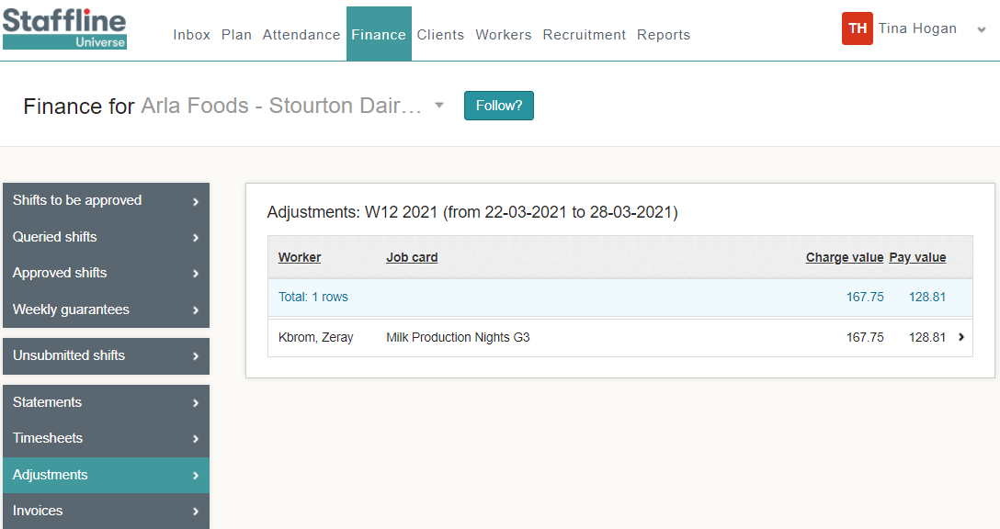 Staffline
Universe
Inbox Plan Attendance Finance Clients Workers Recruitment Reports
TH Tina Hogan
Finance for Arla Foods - Stourton Dair… Follow?
Shifts to be approved
Queried shifts
Approved shifts
Weekly guarantees
Unsubmitted shifts
Statements
Timesheets
Adjustments
Invoices
Adjustments: W12 2021 (from 22-03-2021 to 28-03-2021)
Worker Job card Charge value Pay value
Total: 1 rows 167.75 128.81
Kbrom, Zeray Milk Production Nights G3 167.75 128.81